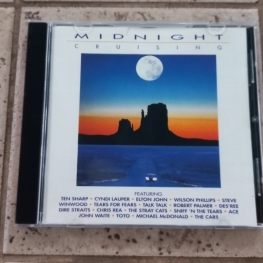 MIDNIGHT
CRUISING
FEATURING
TEN SHARP • CYNDI LAUPER • ELTON JOHN • WILSON PHILLIPS • STEVE
WINWOOD • TEARS FOR FEARS • TALK TALK • ROBERT PALMER • DES'REE
DIRE STRAITS • CHRIS REA • THE STRAY CATS • SNIFF 'N THE TEARS • ACE
JOHN WAITE • TOTO • MICHAEL McDONALD • THE CARS